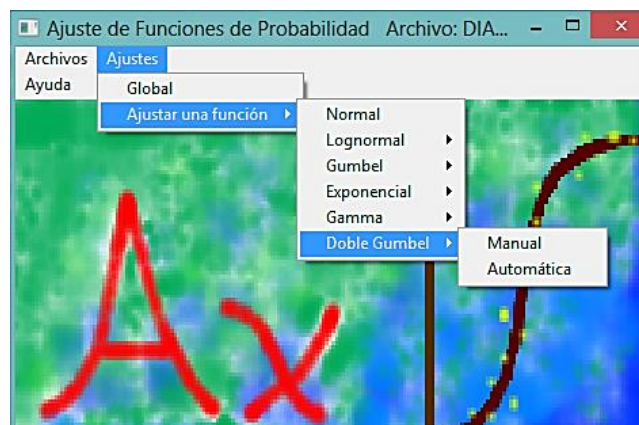 Ajuste de Funciones de Probabilidad Archivo: DIA...
Archivos Ajustes
Ayuda
Global
Ajustar una función
Normal
Lognormal
Gumbel
Exponencial
Gamma
Doble Gumbel
Manual
Automática
Ax